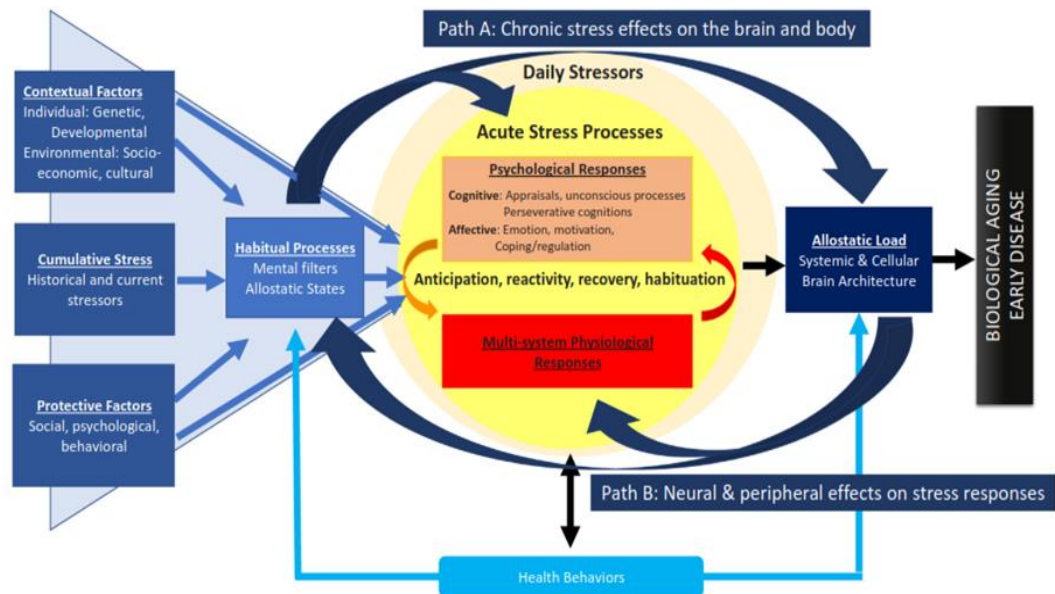 Path A: Chronic stress effects on the brain and body
Contextual Factors
Individual: Genetic,
Developmental
Environmental: Socio-
economic, cultural
Cumulative Stress
Historical and current
stressors
Protective Factors
Social, psychological,
behavioral
Habitual Processes
Mental filters
Allostatic States
Daily Stressors
Acute Stress Processes
Psychological Responses
Cognitive: Appraisals, unconscious processes
Perseverative cognitions
Affective: Emotion, motivation,
Coping/regulation
Anticipation, reactivity, recovery, habituation
Multi-system Physiological
Responses
Allostatic Load
Systemic & Cellular
Brain Architecture
BIOLOGICAL AGING
EARLY DISEASE
Path B: Neural & peripheral effects on stress responses
Health Behaviors